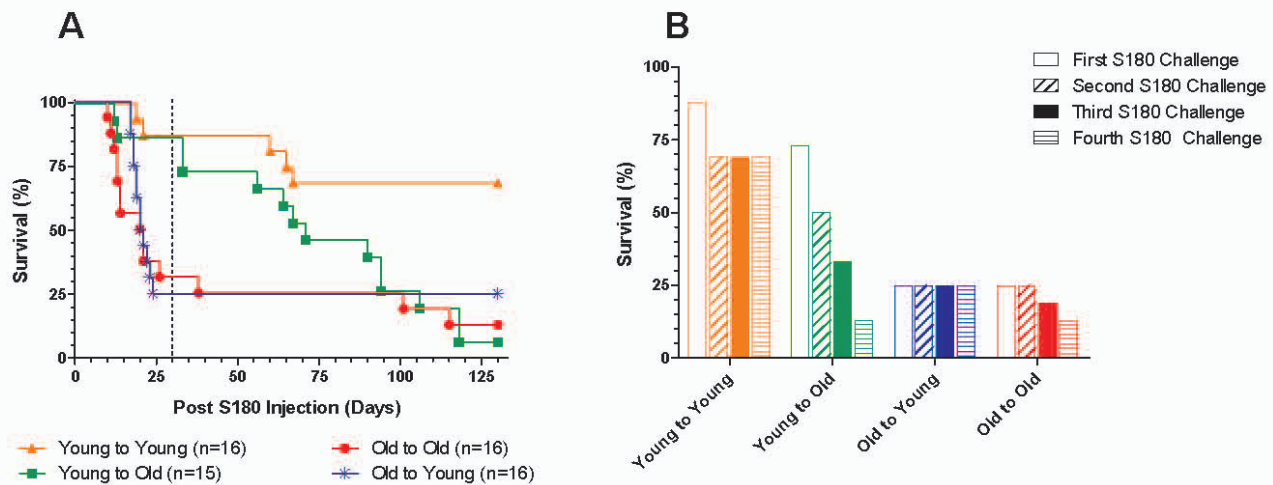 A
Survival (%)
100
75
50
25
0
0 25 50 75 100 125
Post S180 Injection (Days)
Young to Young (n=16)
Old to Old (n=16)
Young to Old (n=15)
Old to Young (n=16)
B
First S180 Challenge
Second S180 Challenge
Third S180 Challenge
Fourth S180 Challenge
Survival (%)
100
75
50
25
0
Young to Young
Young to Old
Old to Young
Old to Old